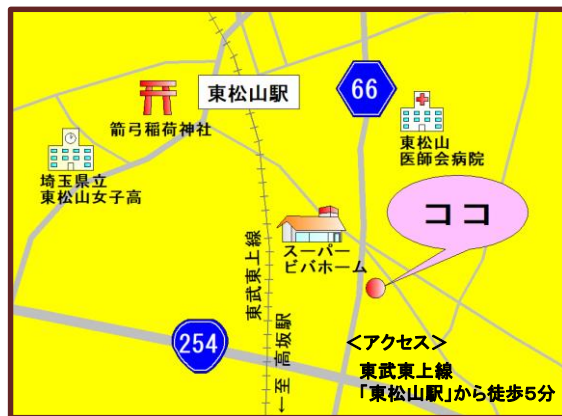 東松山駅
66
箭弓稲荷神社
東松山
医師会病院
埼玉県立
東松山女子高
ココ
スーパー
ビバホーム
東武東上線
254
←至 高坂駅
＜アクセス＞
東武東上線
「東松山駅」から徒歩5分